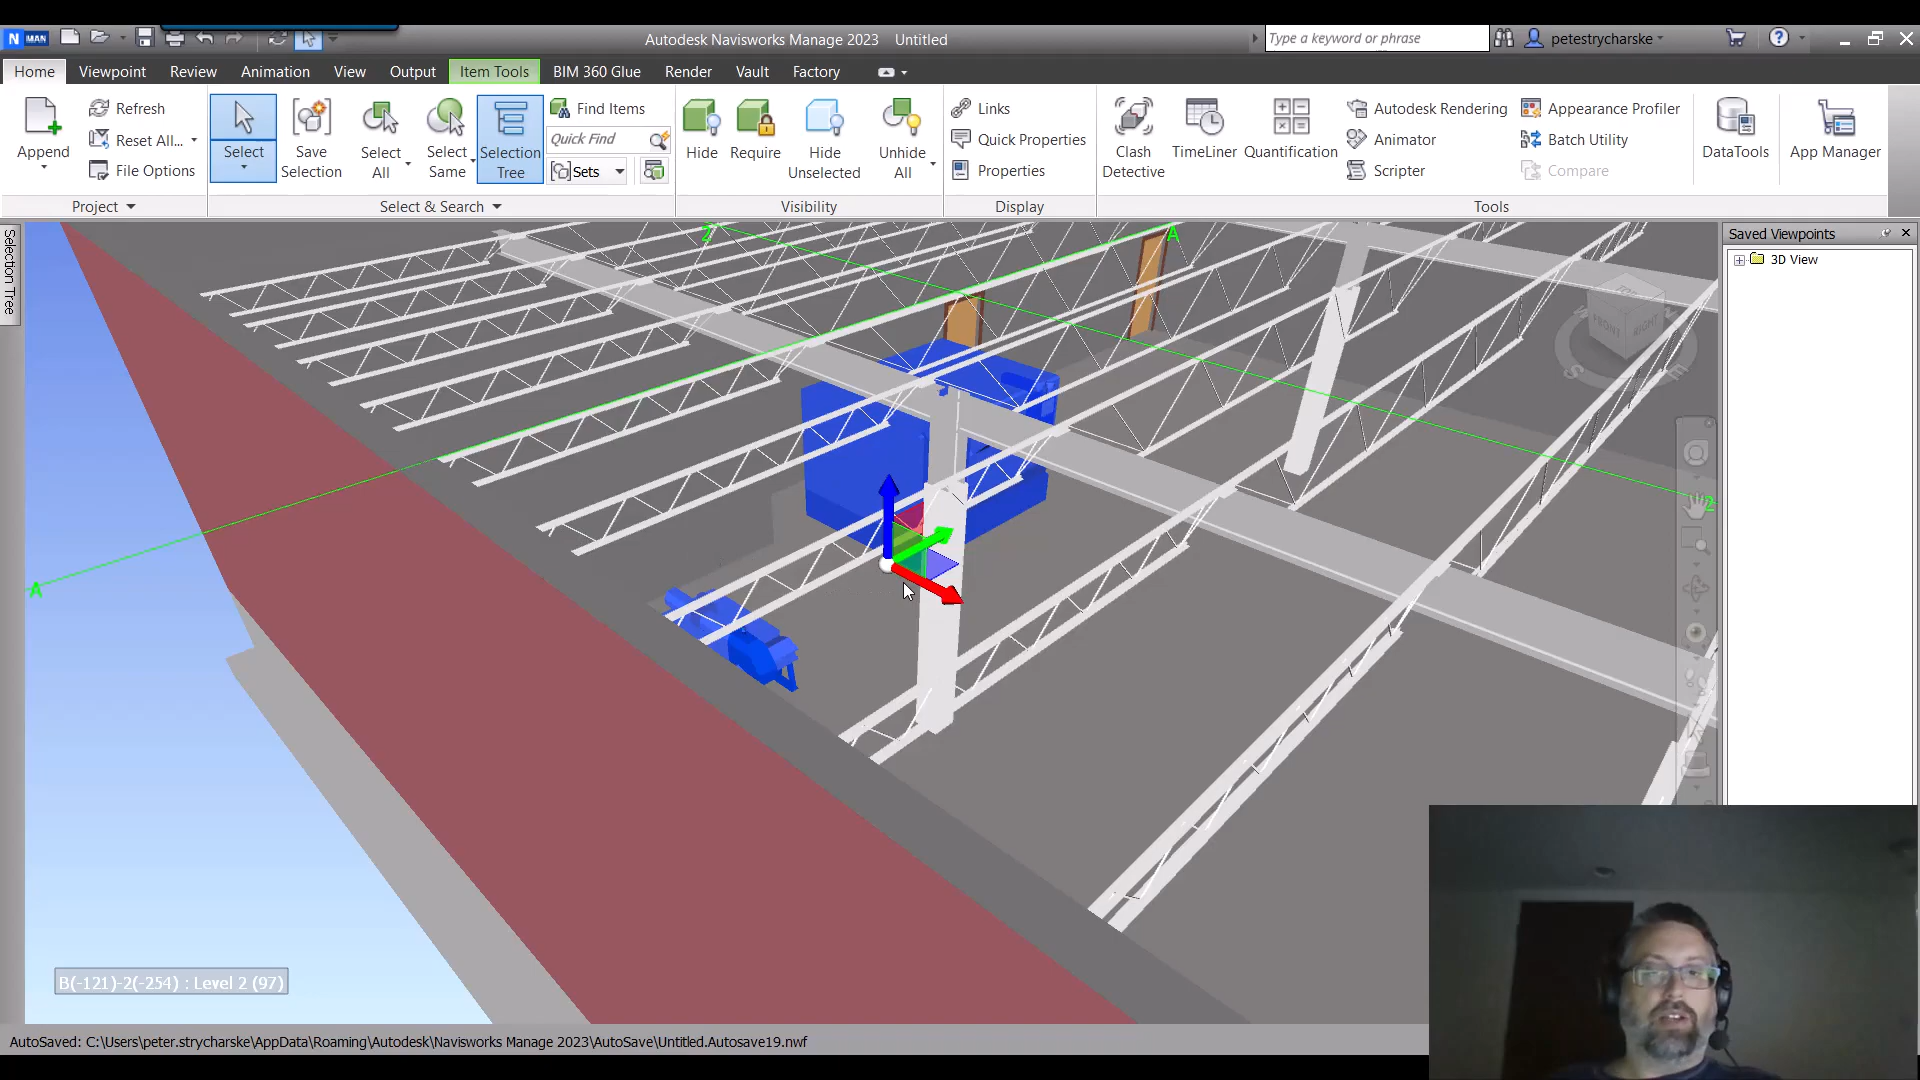 N MAN
Autodesk Navisworks Manage 2023 Untitled
Type a keyword or phrase
petestrycharske
Home Viewpoint Review Animation View Output Item Tools BIM 360 Glue Render Vault Factory
Append
Refresh
Reset All...
File Options
Project
Select
Save Selection
Select All
Select Same
Selection Tree
Find Items
Quick Find
Sets
Select & Search
Hide
Require
Hide Unselected
Unhide All
Visibility
Links
Quick Properties
Properties
Display
Clash Detective
TimeLiner
Quantification
Autodesk Rendering
Animator
Scripter
Appearance Profiler
Batch Utility
Compare
Tools
DataTools
App Manager
Selection Tree
2
A
A
2
TOP
FRONT
RIGHT
S
E
Saved Viewpoints
3D View
B(-121)-2(-254) : Level 2 (97)
AutoSaved: C:\Users\peter.strycharske\AppData\Roaming\Autodesk\Navisworks Manage 2023\AutoSave\Untitled.Autosave19.nwf